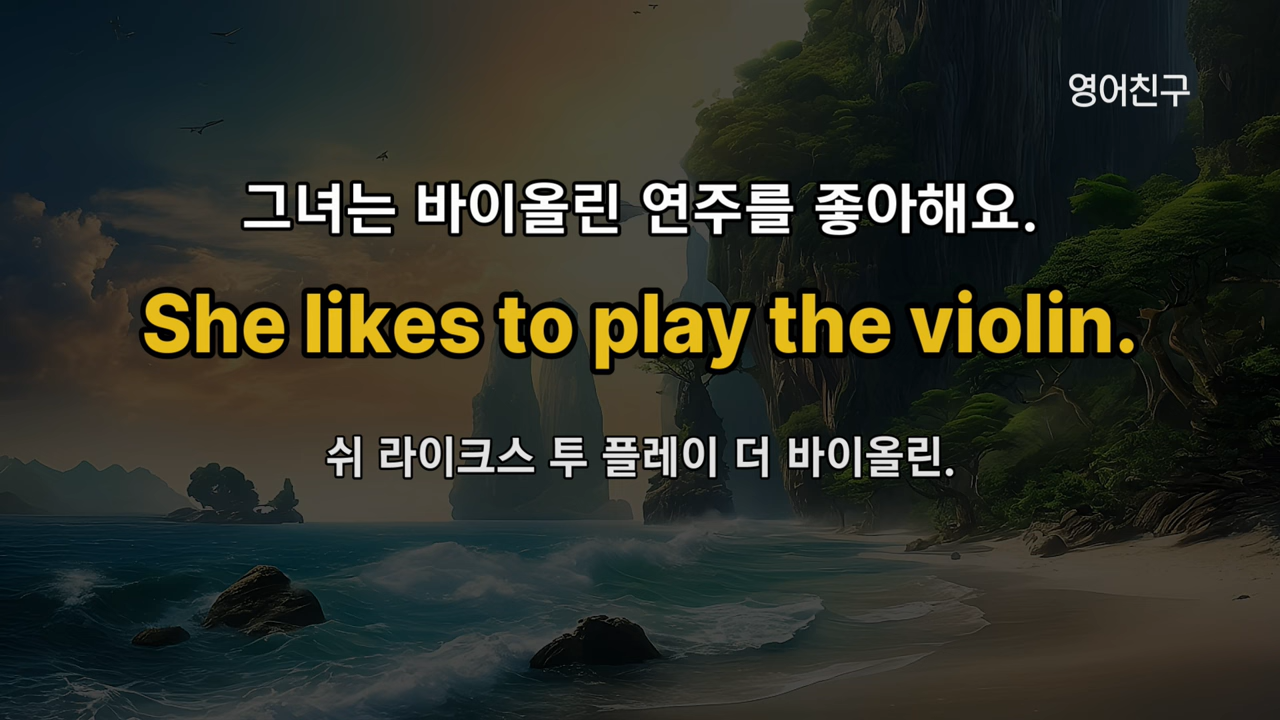 영어친구
그녀는 바이올린 연주를 좋아해요.
She likes to play the violin.
쉬 라이크스 투 플레이 더 바이올린.